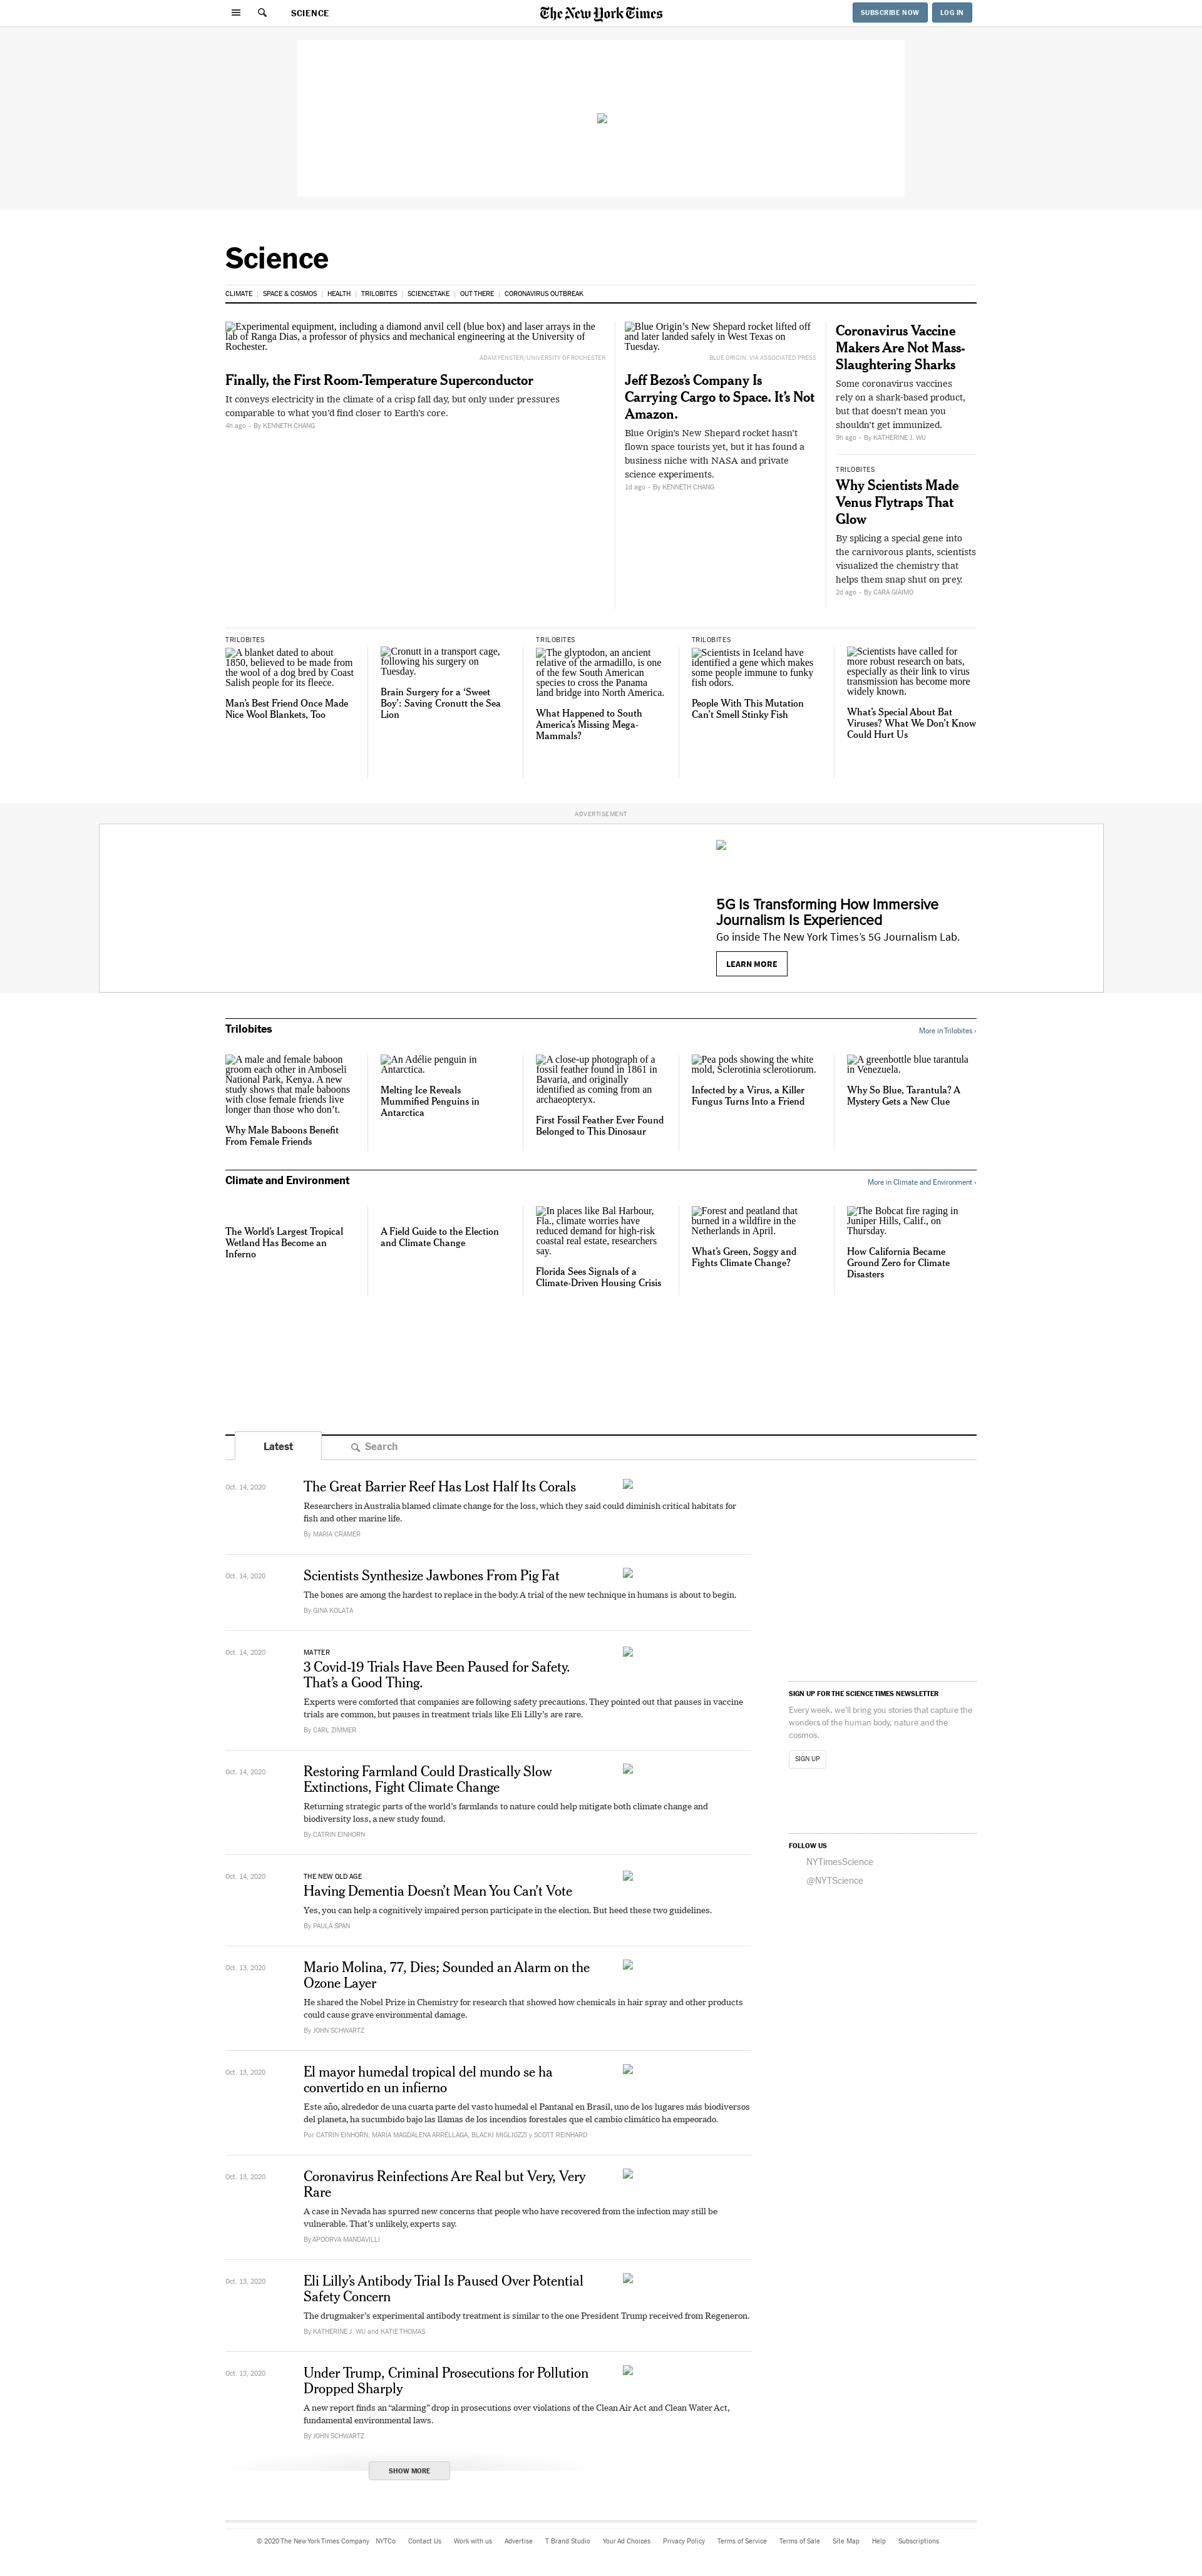 SCIENCE
The New York Times
SUBSCRIBE NOW
LOG IN
Science
CLIMATE
SPACE & COSMOS
HEALTH
TRILOBITES
SCIENCETAKE
OUT THERE
CORONAVIRUS OUTBREAK
Experimental equipment, including a diamond anvil cell (blue box) and laser arrays in the
lab of Ranga Dias, a professor of physics and mechanical engineering at the University of
Rochester.
ADAM FENSTER/UNIVERSITY OF ROCHESTER
Finally, the First Room-Temperature Superconductor
It conveys electricity in the climate of a crisp fall day, but only under pressures
comparable to what you'd find closer to Earth's core.
4h ago - By KENNETH CHANG
Blue Origin's New Shepard rocket lifted off
and later landed safely in West Texas on
Tuesday.
BLUE ORIGIN, VIA ASSOCIATED PRESS
Jeff Bezos's Company Is
Carrying Cargo to Space. It's Not
Amazon.
Blue Origin's New Shepard rocket hasn't
flown space tourists yet, but it has found a
business niche with NASA and private
science experiments.
1d ago - By KENNETH CHANG
Coronavirus Vaccine
Makers Are Not Mass-
Slaughtering Sharks
Some coronavirus vaccines
rely on a shark-based product,
but that doesn't mean you
shouldn't get immunized.
9h ago - By KATHERINE J. WU
TRILOBITES
Why Scientists Made
Venus Flytraps That
Glow
By splicing a special gene into
the carnivorous plants, scientists
visualized the chemistry that
helps them snap shut on prey.
2d ago - By CARA GIAIMO
TRILOBITES
A blanket dated to about
1850, believed to be made from
the wool of a dog bred by Coast
Salish people for its fleece.
Man's Best Friend Once Made
Nice Wool Blankets, Too
Cronutt in a transport cage,
following his surgery on
Tuesday.
Brain Surgery for a 'Sweet
Boy': Saving Cronutt the Sea
Lion
TRILOBITES
The glyptodon, an ancient
relative of the armadillo, is one
of the few South American
species to cross the Panama
land bridge into North America.
What Happened to South
America's Missing Mega-
Mammals?
TRILOBITES
Scientists in Iceland have
identified a gene which makes
some people immune to funky
fish odors.
People With This Mutation
Can't Smell Stinky Fish
Scientists have called for
more robust research on bats,
especially as their link to virus
transmission has become more
widely known.
What's Special About Bat
Viruses? What We Don't Know
Could Hurt Us
ADVERTISEMENT
5G Is Transforming How Immersive
Journalism Is Experienced
Go inside The New York Times's 5G Journalism Lab.
LEARN MORE
Trilobites
More in Trilobites ›
A male and female baboon
groom each other in Amboseli
National Park, Kenya. A new
study shows that male baboons
with close female friends live
longer than those who don't.
Why Male Baboons Benefit
From Female Friends
An Adélie penguin in
Antarctica.
Melting Ice Reveals
Mummified Penguins in
Antarctica
A close-up photograph of a
fossil feather found in 1861 in
Bavaria, and originally
identified as coming from an
archaeopteryx.
First Fossil Feather Ever Found
Belonged to This Dinosaur
Pea pods showing the white
mold, Sclerotinia sclerotiorum.
Infected by a Virus, a Killer
Fungus Turns Into a Friend
A greenbottle blue tarantula
in Venezuela.
Why So Blue, Tarantula? A
Mystery Gets a New Clue
Climate and Environment
More in Climate and Environment ›
The World's Largest Tropical
Wetland Has Become an
Inferno
A Field Guide to the Election
and Climate Change
In places like Bal Harbour,
Fla., climate worries have
reduced demand for high-risk
coastal real estate, researchers
say.
Florida Sees Signals of a
Climate-Driven Housing Crisis
Forest and peatland that
burned in a wildfire in the
Netherlands in April.
What's Green, Soggy and
Fights Climate Change?
The Bobcat fire raging in
Juniper Hills, Calif., on
Thursday.
How California Became
Ground Zero for Climate
Disasters
Latest
Search
Oct. 14, 2020
The Great Barrier Reef Has Lost Half Its Corals
Researchers in Australia blamed climate change for the loss, which they said could diminish critical habitats for
fish and other marine life.
By MARIA CRAMER
Oct. 14, 2020
Scientists Synthesize Jawbones From Pig Fat
The bones are among the hardest to replace in the body. A trial of the new technique in humans is about to begin.
By GINA KOLATA
Oct. 14, 2020
MATTER
3 Covid-19 Trials Have Been Paused for Safety.
That's a Good Thing.
Experts were comforted that companies are following safety precautions. They pointed out that pauses in vaccine
trials are common, but pauses in treatment trials like Eli Lilly's are rare.
By CARL ZIMMER
Oct. 14, 2020
Restoring Farmland Could Drastically Slow
Extinctions, Fight Climate Change
Returning strategic parts of the world's farmlands to nature could help mitigate both climate change and
biodiversity loss, a new study found.
By CATRIN EINHORN
Oct. 14, 2020
THE NEW OLD AGE
Having Dementia Doesn't Mean You Can't Vote
Yes, you can help a cognitively impaired person participate in the election. But heed these two guidelines.
By PAULA SPAN
Oct. 13, 2020
Mario Molina, 77, Dies; Sounded an Alarm on the
Ozone Layer
He shared the Nobel Prize in Chemistry for research that showed how chemicals in hair spray and other products
could cause grave environmental damage.
By JOHN SCHWARTZ
Oct. 13, 2020
El mayor humedal tropical del mundo se ha
convertido en un infierno
Este año, alrededor de una cuarta parte del vasto humedal el Pantanal en Brasil, uno de los lugares más biodiversos
del planeta, ha sucumbido bajo las llamas de los incendios forestales que el cambio climático ha empeorado.
Por CATRIN EINHORN, MARIA MAGDALENA ARRÉLLAGA, BLACKI MIGLIOZZI y SCOTT REINHARD
Oct. 13, 2020
Coronavirus Reinfections Are Real but Very, Very
Rare
A case in Nevada has spurred new concerns that people who have recovered from the infection may still be
vulnerable. That's unlikely, experts say.
By APOORVA MANDAVILLI
Oct. 13, 2020
Eli Lilly's Antibody Trial Is Paused Over Potential
Safety Concern
The drugmaker's experimental antibody treatment is similar to the one President Trump received from Regeneron.
By KATHERINE J. WU and KATIE THOMAS
Oct. 13, 2020
Under Trump, Criminal Prosecutions for Pollution
Dropped Sharply
A new report finds an "alarming" drop in prosecutions over violations of the Clean Air Act and Clean Water Act,
fundamental environmental laws.
By JOHN SCHWARTZ
SHOW MORE
SIGN UP FOR THE SCIENCE TIMES NEWSLETTER
Every week, we'll bring you stories that capture the
wonders of the human body, nature and the
cosmos.
SIGN UP
FOLLOW US
NYTimesScience
@NYTScience
© 2020 The New York Times Company
NYTCo
Contact Us
Work with us
Advertise
T Brand Studio
Your Ad Choices
Privacy Policy
Terms of Service
Terms of Sale
Site Map
Help
Subscriptions